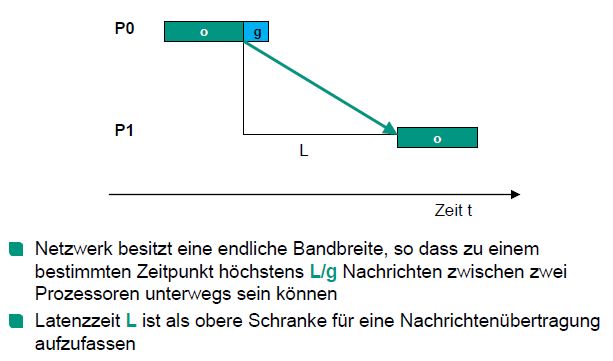 P0
o
g
P1
o
L
Zeit t
Netzwerk besitzt eine endliche Bandbreite, so dass zu einem
bestimmten Zeitpunkt höchstens L/g Nachrichten zwischen zwei
Prozessoren unterwegs sein können
Latenzzeit L ist als obere Schranke für eine Nachrichtenübertragung
aufzufassen